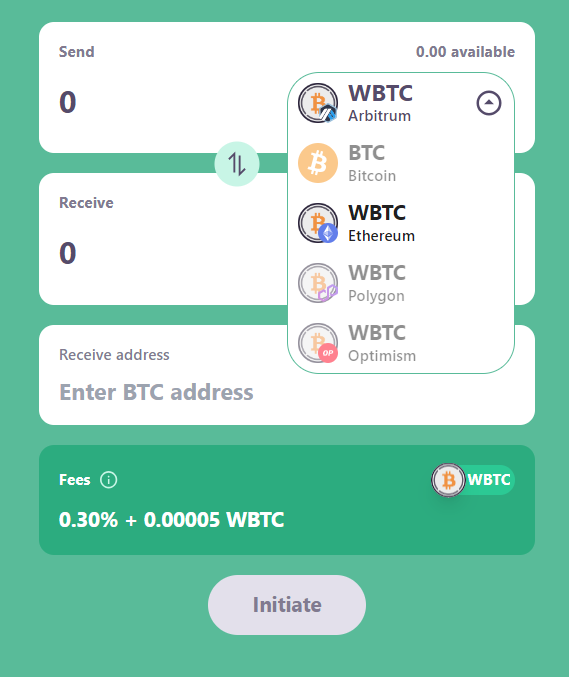 Send
0.00 available
0
WBTC
Arbitrum
BTC
Bitcoin
Receive
0
WBTC
Ethereum
WBTC
Polygon
WBTC
OP
Optimism
Receive address
Enter BTC address
Fees
WBTC
0.30% + 0.00005 WBTC
Initiate